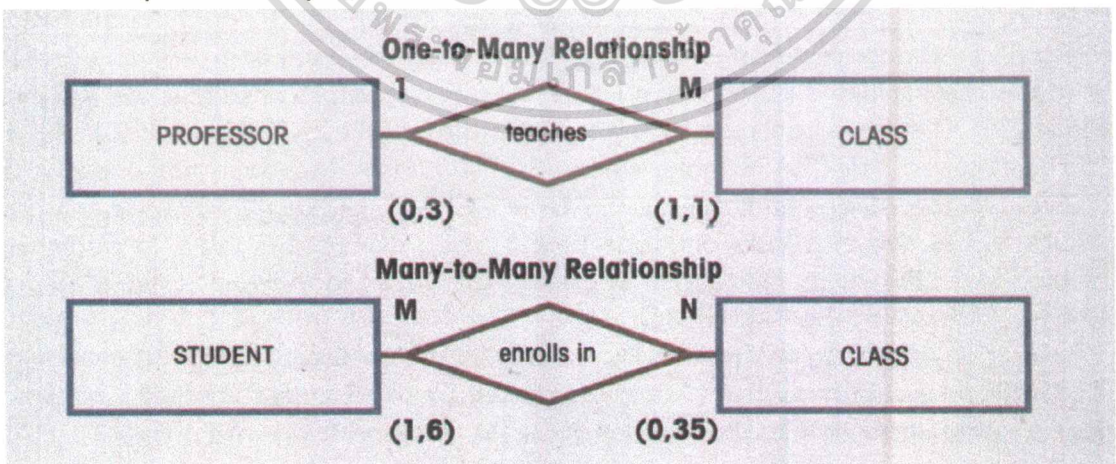 One-to-Many Relationship
1 M
PROFESSOR teaches CLASS
(0,3) (1,1)
Many-to-Many Relationship
M N
STUDENT enrolls in CLASS
(1,6) (0,35)